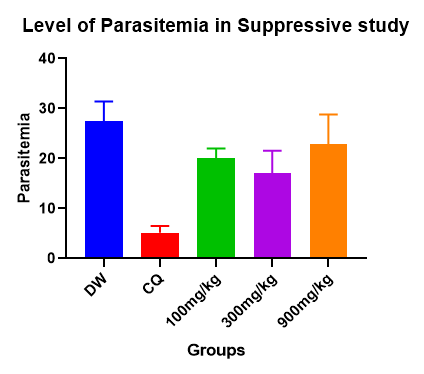 Level of Parasitemia in Suppressive study
Parasitemia
40
30
20
10
0
DW
CQ
100mg/kg
300mg/kg
900mg/kg
Groups